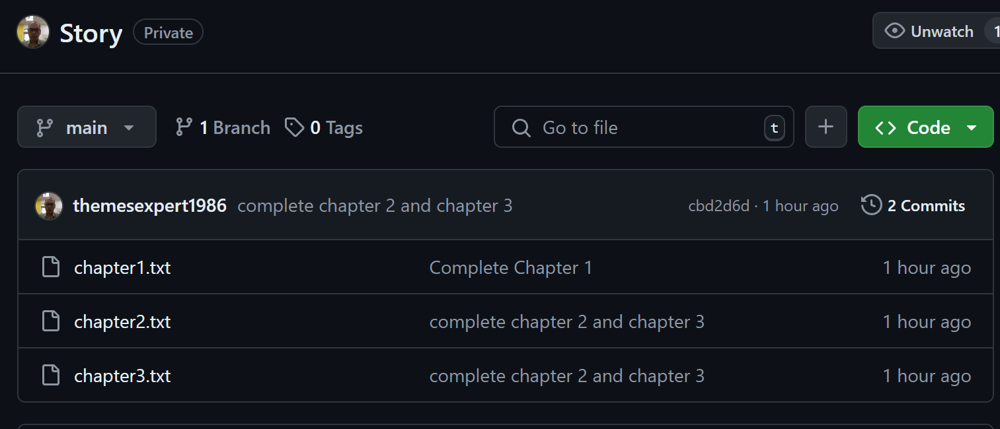 Story Private Unwatch 1
main 1 Branch 0 Tags Go to file t Code
themesexpert1986 complete chapter 2 and chapter 3 cbd2d6d · 1 hour ago 2 Commits
chapter1.txt Complete Chapter 1 1 hour ago
chapter2.txt complete chapter 2 and chapter 3 1 hour ago
chapter3.txt complete chapter 2 and chapter 3 1 hour ago